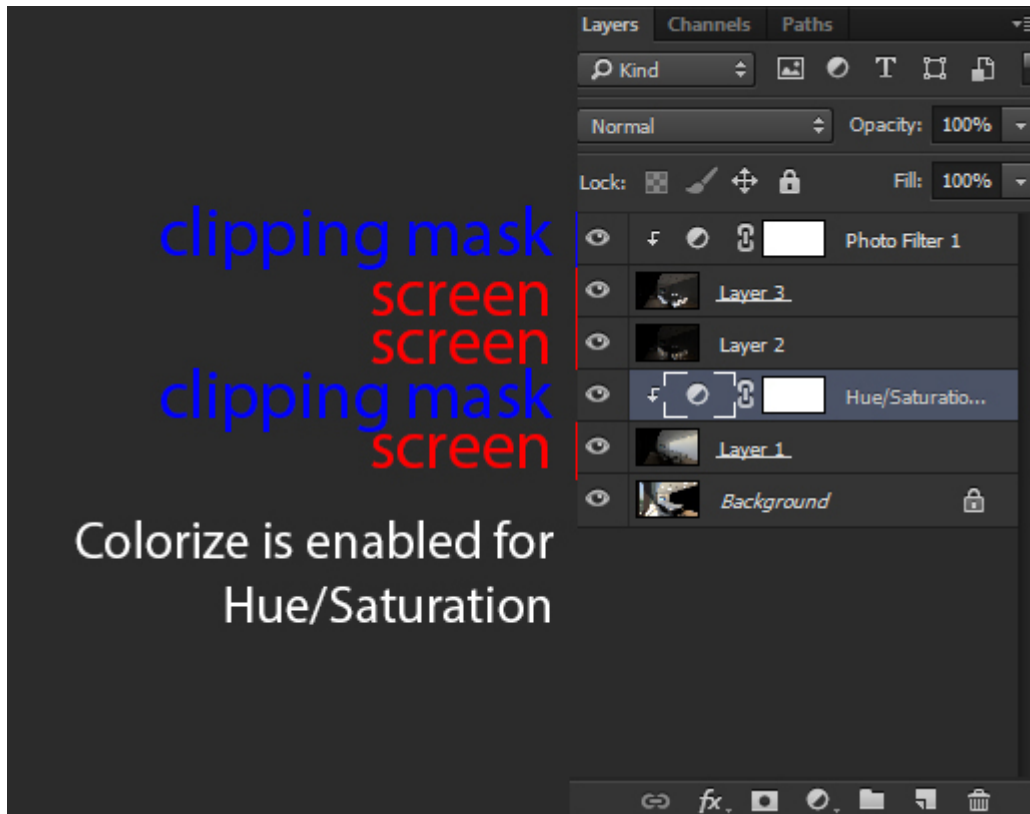 Layers Channels Paths
Kind T
Normal Opacity: 100%
Lock: Fill: 100%
clipping mask Photo Filter 1
screen Layer 3
screen Layer 2
clipping mask Hue/Saturatio...
screen Layer 1
Background
Colorize is enabled for
Hue/Saturation
fx